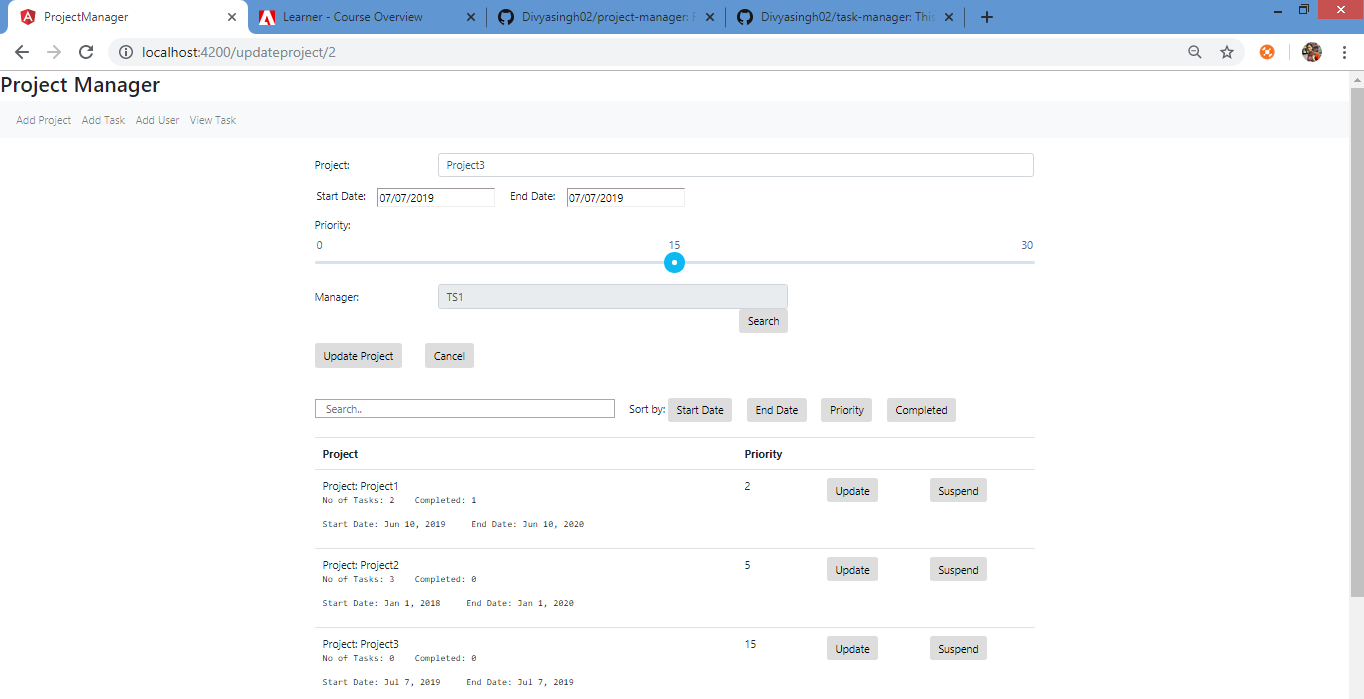 ProjectManager
Learner - Course Overview
Divyasingh02/project-manager:
Divyasingh02/task-manager: This
localhost:4200/updateproject/2
Project Manager
Add Project Add Task Add User View Task
Project: Project3
Start Date: 07/07/2019 End Date: 07/07/2019
Priority:
0 15 30
Manager: TS1
Search
Update Project Cancel
Search.. Sort by: Start Date End Date Priority Completed
Project Priority
Project: Project1 2 Update Suspend
No of Tasks: 2 Completed: 1
Start Date: Jun 10, 2019 End Date: Jun 10, 2020
Project: Project2 5 Update Suspend
No of Tasks: 3 Completed: 0
Start Date: Jan 1, 2018 End Date: Jan 1, 2020
Project: Project3 15 Update Suspend
No of Tasks: 0 Completed: 0
Start Date: Jul 7, 2019 End Date: Jul 7, 2019